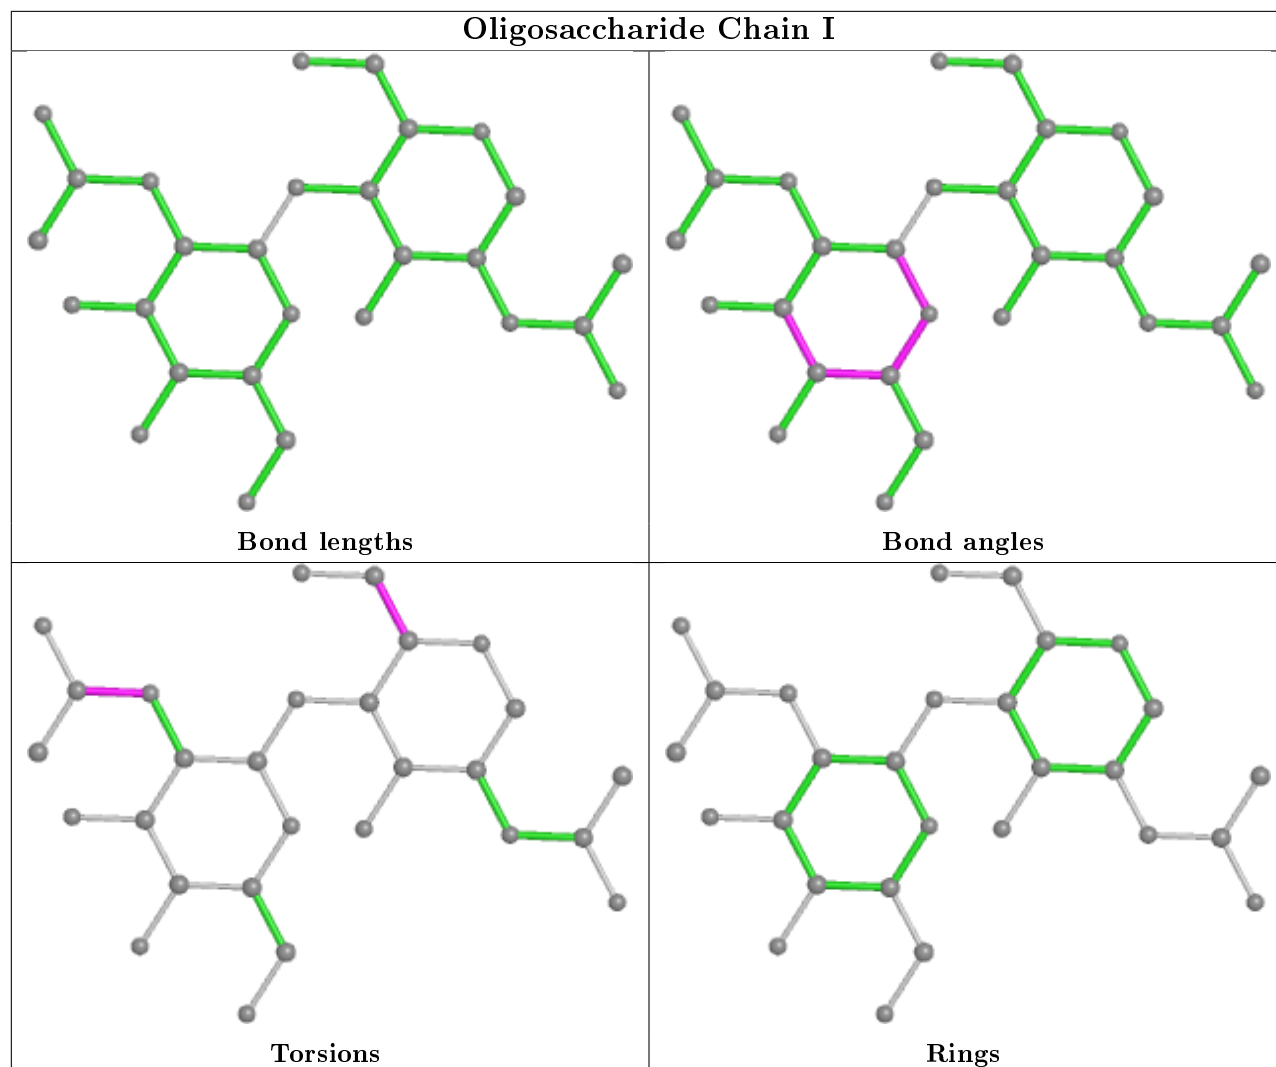 Oligosaccharide Chain I
Bond lengths
Bond angles
Torsions
Rings